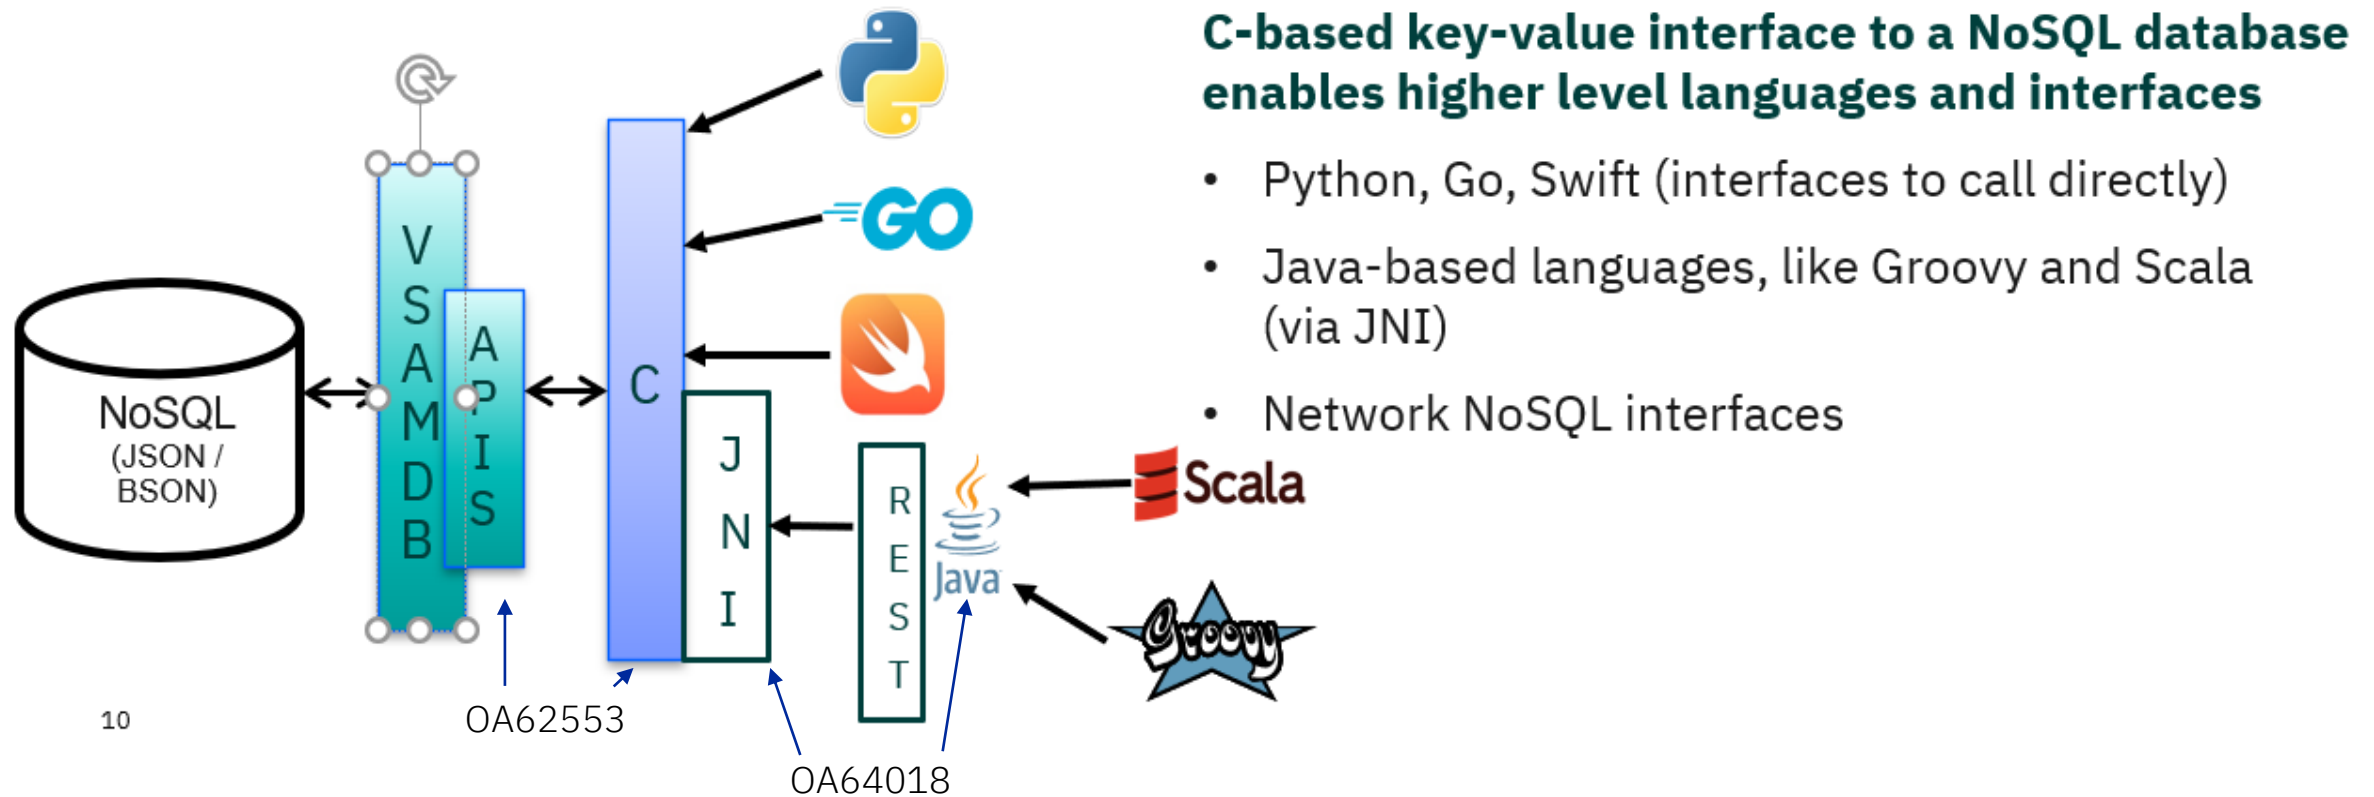 C-based key-value interface to a NoSQL database
enables higher level languages and interfaces
• Python, Go, Swift (interfaces to call directly)
• Java-based languages, like Groovy and Scala
(via JNI)
• Network NoSQL interfaces
NoSQL
(JSON /
BSON)
VSAMDB
APIS
C
JNI
REST
GO
Java
Scala
Groovy
OA62553
OA64018
10